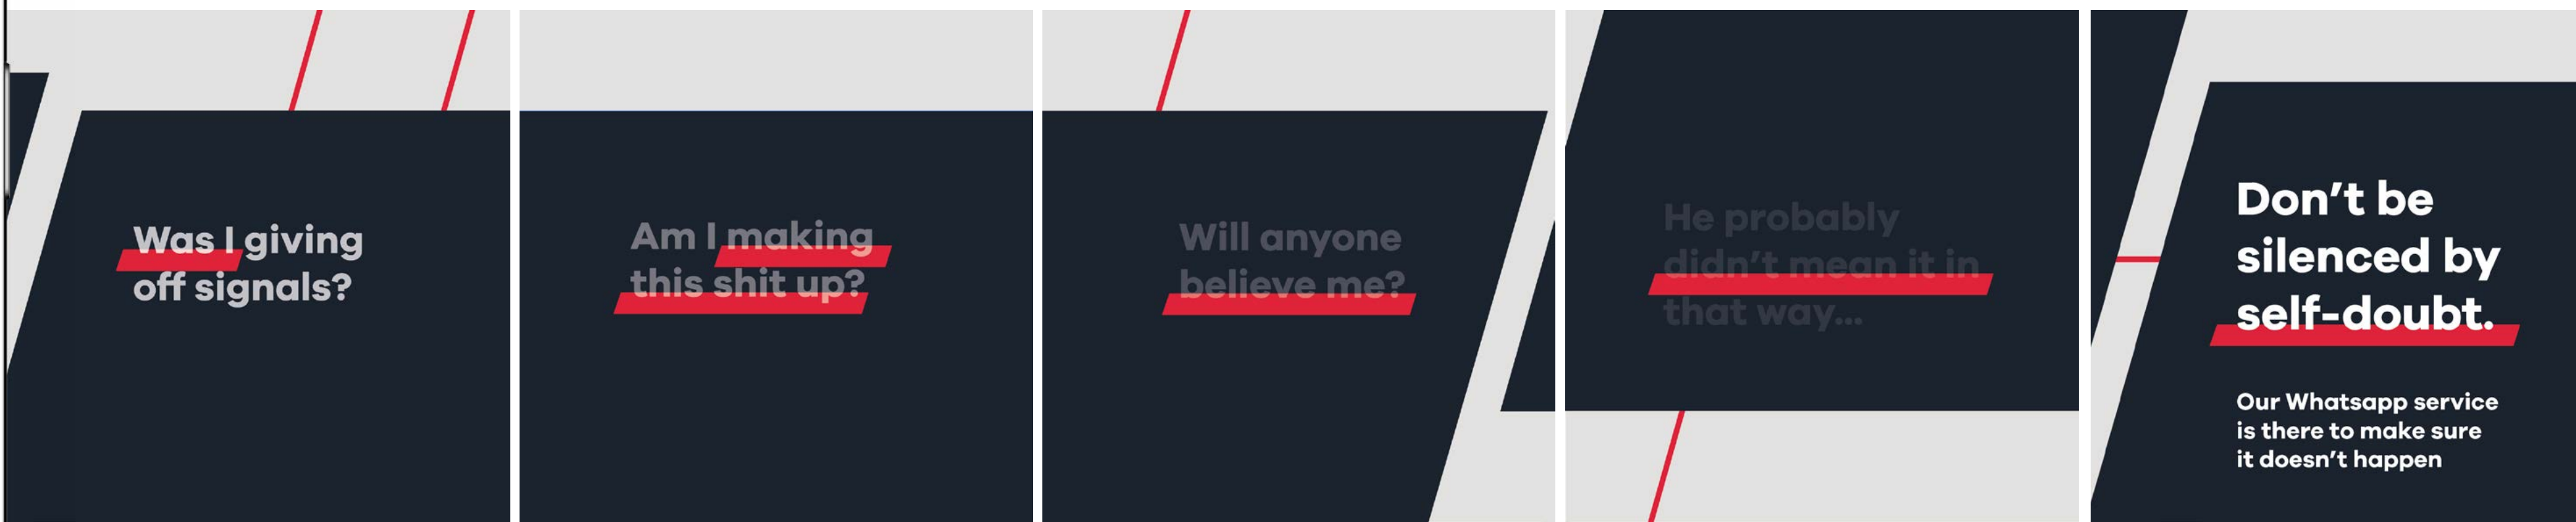 Was I giving
off signals?
Am I making
this shit up?
Will anyone
believe me?
He probably
didn't mean it in
that way...
Don't be
silenced by
self-doubt.
Our Whatsapp service
is there to make sure
it doesn't happen